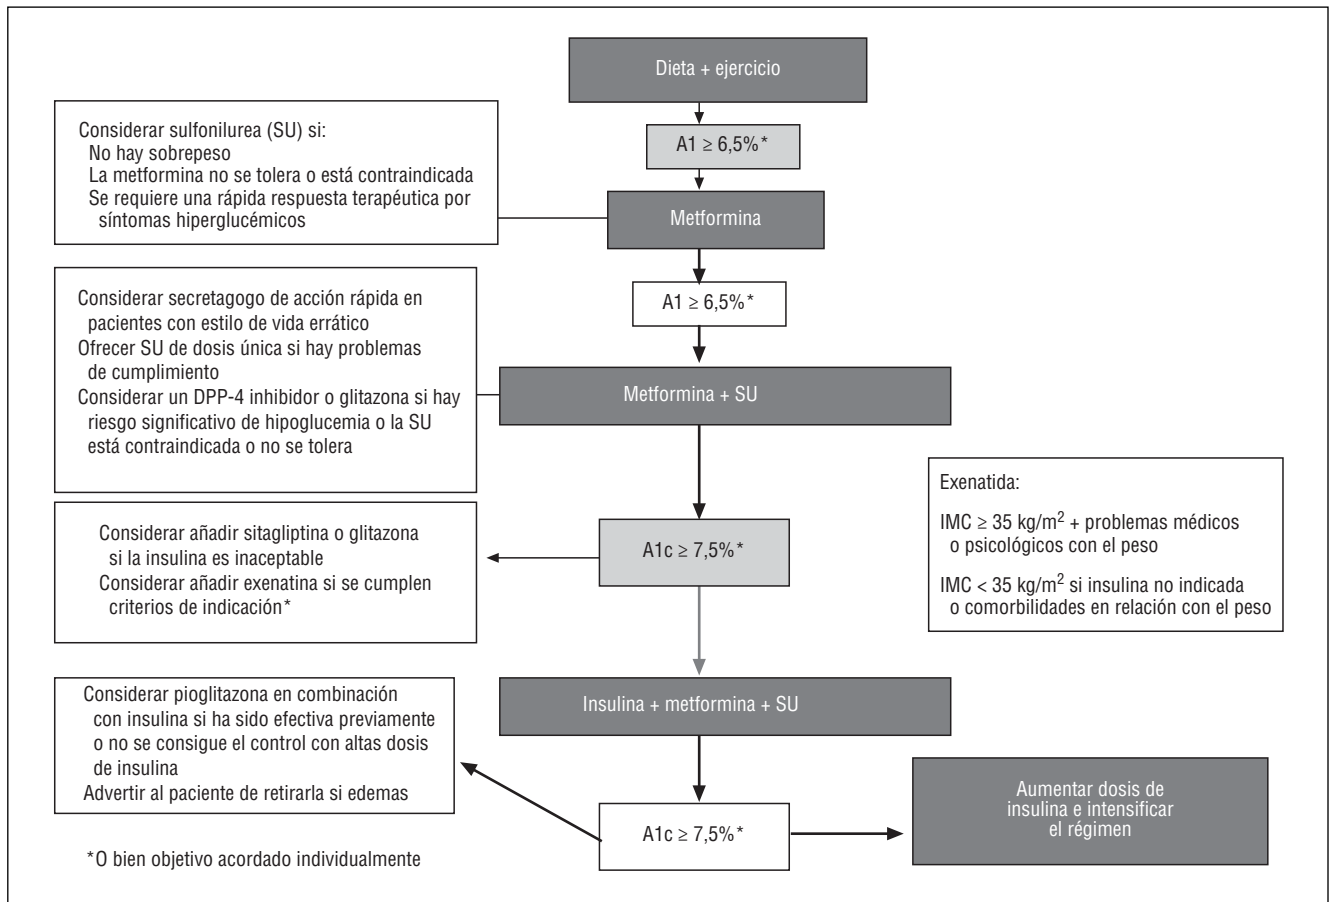 Dieta + ejercicio
Considerar sulfonilurea (SU) si:
No hay sobrepeso
La metformina no se tolera o está contraindicada
Se requiere una rápida respuesta terapéutica por
síntomas hiperglucémicos
A1 ≥ 6,5%*
Metformina
A1 ≥ 6,5%*
Considerar secretagogo de acción rápida en
pacientes con estilo de vida errático
Ofrecer SU de dosis única si hay problemas
de cumplimiento
Considerar un DPP-4 inhibidor o glitazona si hay
riesgo significativo de hipoglucemia o la SU
está contraindicada o no se tolera
Metformina + SU
Considerar añadir sitagliptina o glitazona
si la insulina es inaceptable
Considerar añadir exenatina si se cumplen
criterios de indicación*
A1c ≥ 7,5%*
Exenatida:
IMC ≥ 35 kg/m² + problemas médicos
o psicológicos con el peso
IMC < 35 kg/m² si insulina no indicada
o comorbilidades en relación con el peso
Insulina + metformina + SU
Considerar pioglitazona en combinación
con insulina si ha sido efectiva previamente
o no se consigue el control con altas dosis
de insulina
Advertir al paciente de retirarla si edemas
A1c ≥ 7,5%*
Aumentar dosis de
insulina e intensificar
el régimen
*O bien objetivo acordado individualmente